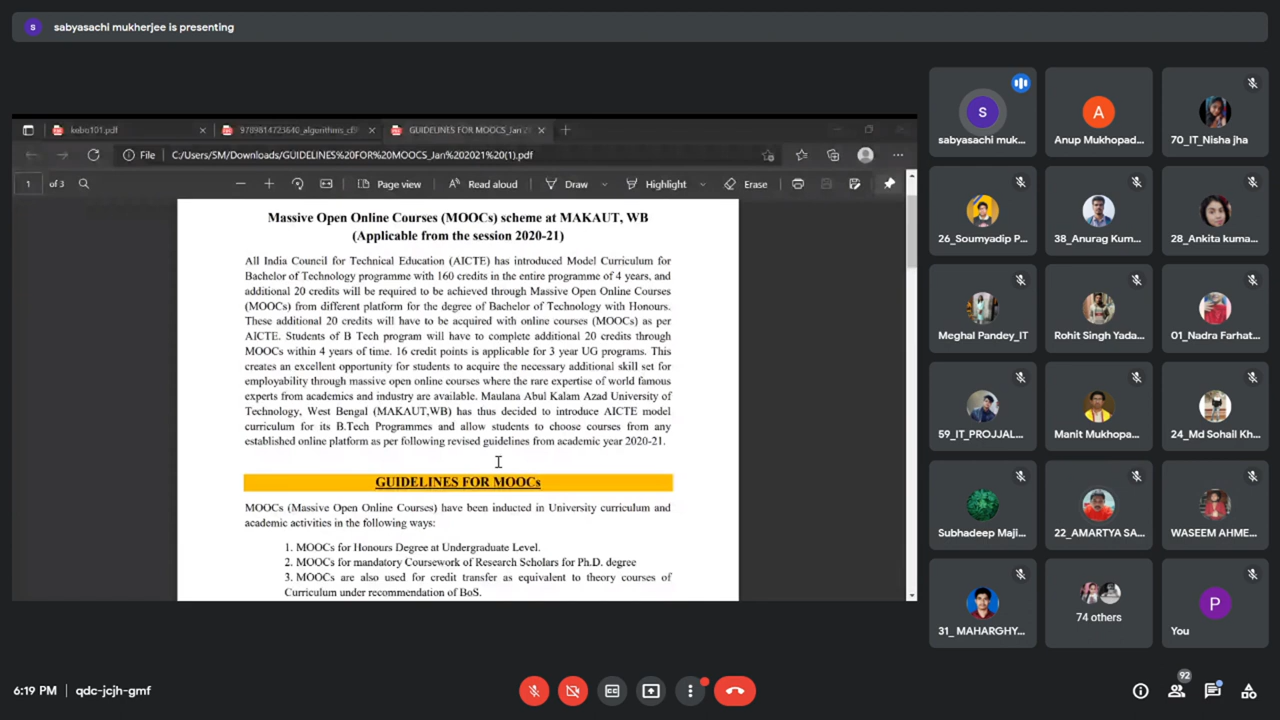 s sabyasachi mukherjee is presenting
kebo101.pdf
9789814723640_algorithms_c
GUIDELINES FOR MOOCs_Jan
File C:/Users/SM/Downloads/GUIDELINES%20FOR%20MOOCS_Jan%202021%20(1).pdf
1 of 3 Page view Read aloud Draw Highlight Erase
Massive Open Online Courses (MOOCs) scheme at MAKAUT, WB
(Applicable from the session 2020-21)
All India Council for Technical Education (AICTE) has introduced Model Curriculum for
Bachelor of Technology programme with 160 credits in the entire programme of 4 years, and
additional 20 credits will be required to be achieved through Massive Open Online Courses
(MOOCs) from different platform for the degree of Bachelor of Technology with Honours.
These additional 20 credits will have to be acquired with online courses (MOOCs) as per
AICTE. Students of B Tech program will have to complete additional 20 credits through
MOOCs within 4 years of time. 16 credit points is applicable for 3 year UG programs. This
creates an excellent opportunity for students to acquire the necessary additional skill set for
employability through massive open online courses where the rare expertise of world famous
experts from academics and industry are available. Maulana Abul Kalam Azad University of
Technology, West Bengal (MAKAUT,WB) has thus decided to introduce AICTE model
curriculum for its B.Tech Programmes and allow students to choose courses from any
established online platform as per following revised guidelines from academic year 2020-21.
GUIDELINES FOR MOOCs
MOOCs (Massive Open Online Courses) have been inducted in University curriculum and
academic activities in the following ways:
1. MOOCs for Honours Degree at Undergraduate Level.
2. MOOCs for mandatory Coursework of Research Scholars for Ph.D. degree
3. MOOCs are also used for credit transfer as equivalent to theory courses of
Curriculum under recommendation of BoS.
s
sabyasachi muk...
A
Anup Mukhopad...
70_IT_Nisha jha
26_Soumyadip P...
38_Anurag Kum...
28_Ankita kuma...
Meghal Pandey_IT
Rohit Singh Yada...
01_Nadra Farhat...
59_IT_PROJJAL...
Manit Mukhopa...
24_Md Sohail Kh...
Subhadeep Maji...
22_AMARTYA SA...
WASEEM AHME...
31_ MAHARGHY...
74 others
P
You
6:19 PM | qdc-jcjh-gmf
92